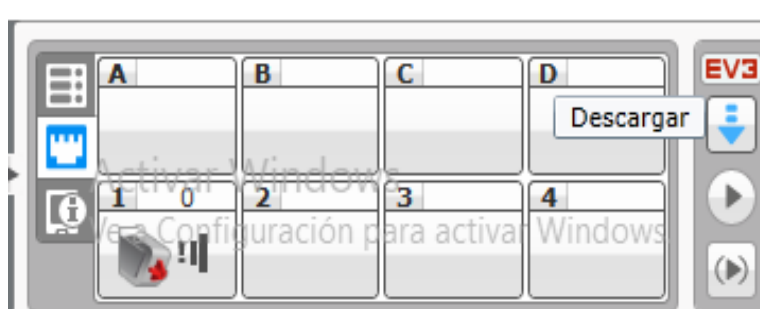 A B C D EV3
Descargar
Activar Windows
1 0 2 3 4
Ve a Configuración para activar Windows.